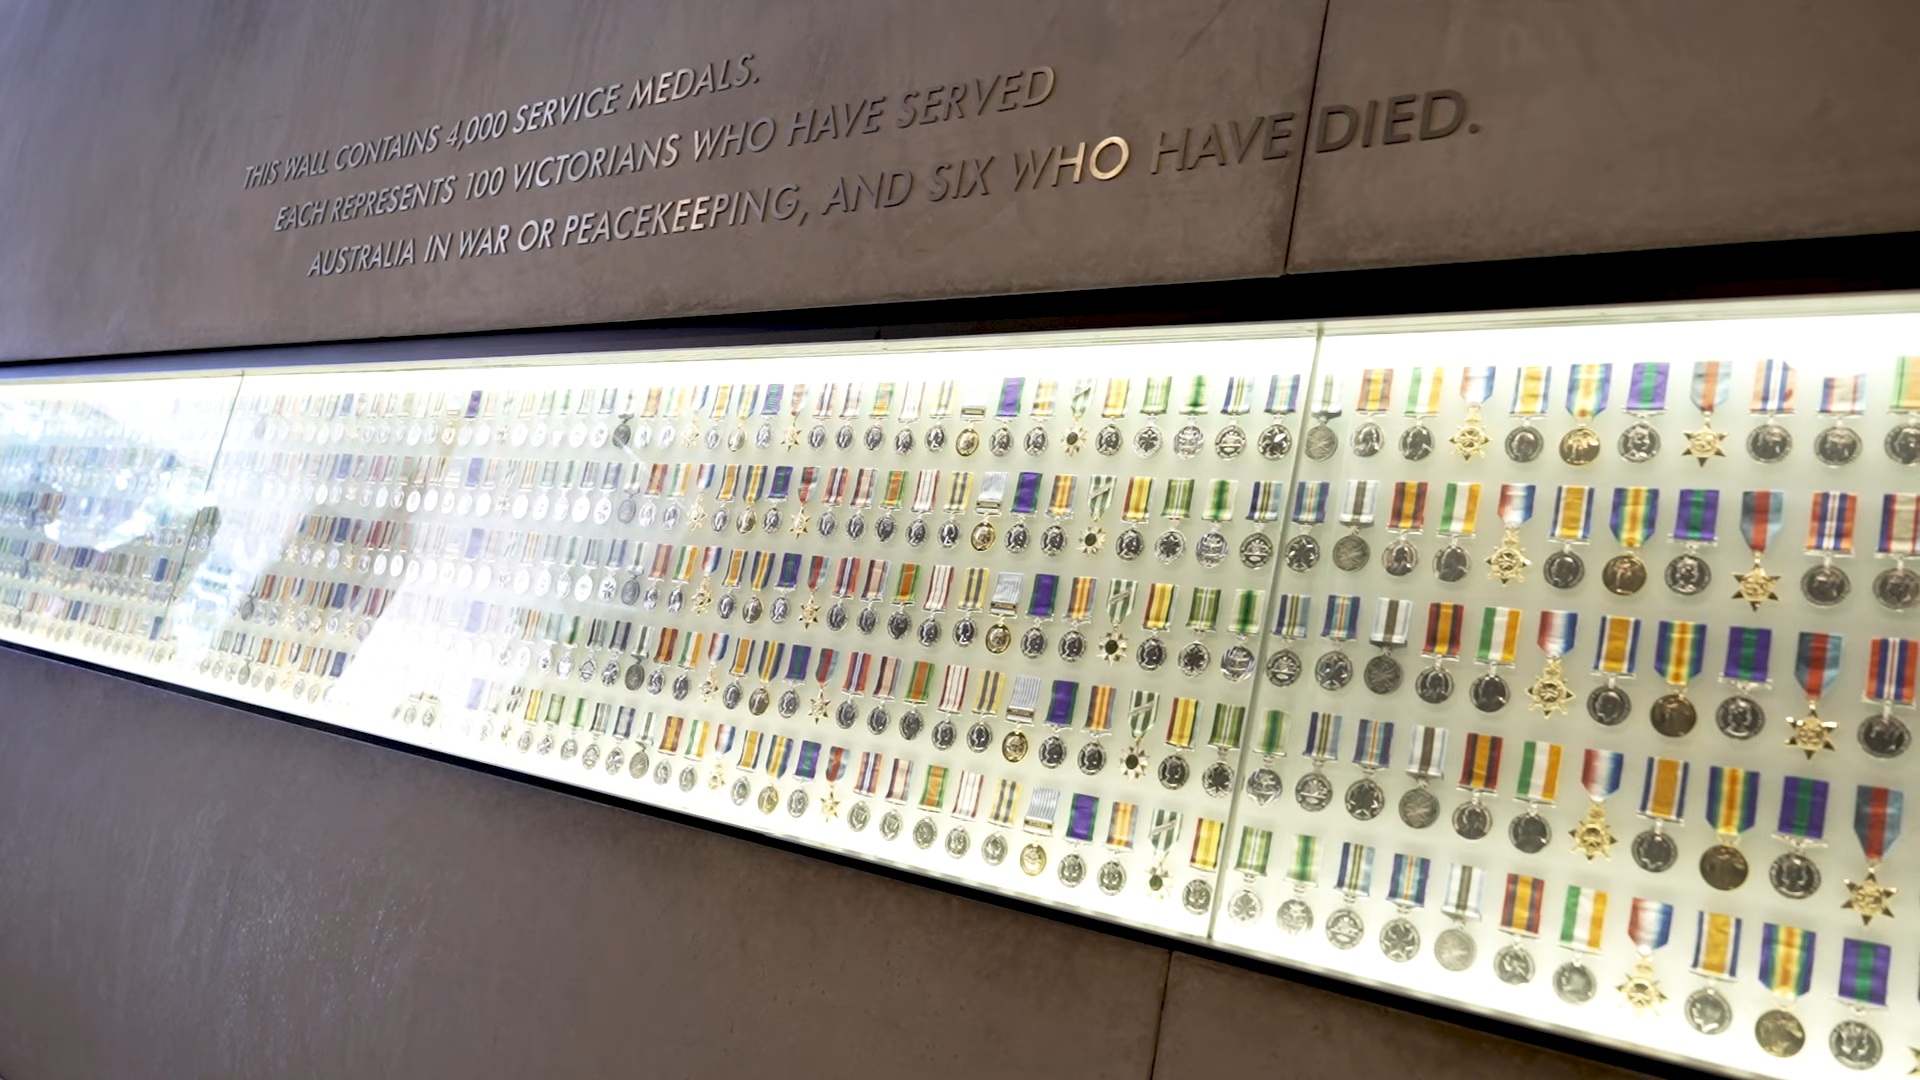 THIS WALL CONTAINS 4,000 SERVICE MEDALS.
EACH REPRESENTS 100 VICTORIANS WHO HAVE SERVED
AUSTRALIA IN WAR OR PEACEKEEPING, AND SIX WHO HAVE DIED.